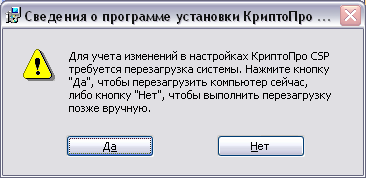 Сведения о программе установки КриптоПро ...
Для учета изменений в настройках КриптоПро CSP
требуется перезагрузка системы. Нажмите кнопку
"Да", чтобы перезагрузить компьютер сейчас,
либо кнопку "Нет", чтобы выполнить перезагрузку
позже вручную.
Да
Нет